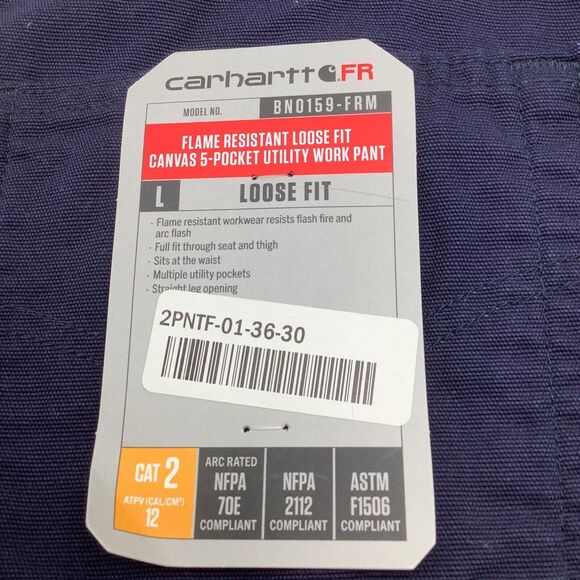 carhartt FR
MODEL NO. BN0159-FRM
FLAME RESISTANT LOOSE FIT
CANVAS 5-POCKET UTILITY WORK PANT
L LOOSE FIT
· Flame resistant workwear resists flash fire and
arc flash
· Full fit through seat and thigh
· Sits at the waist
· Multiple utility pockets
· Straight leg opening
2PNTF-01-36-30
CAT 2
ATPV (CAL/CM²)
12
ARC RATED
NFPA
70E
COMPLIANT
NFPA
2112
COMPLIANT
ASTM
F1506
COMPLIANT